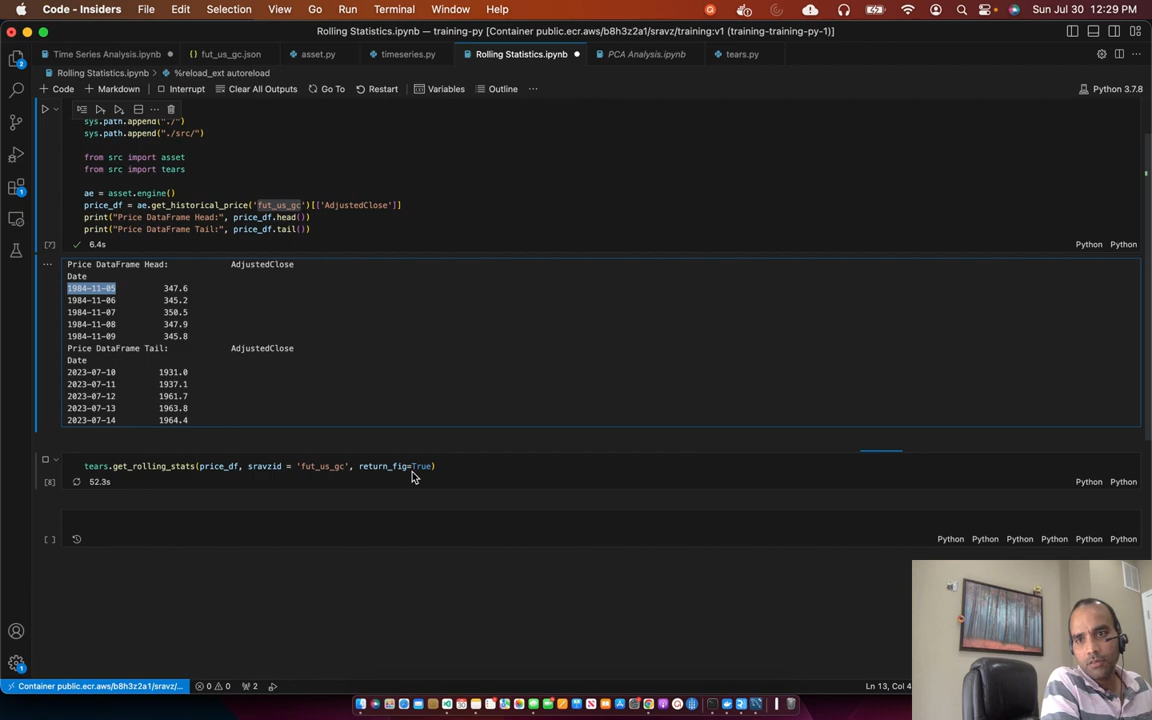 Code - Insiders File Edit Selection View Go Run Terminal Window Help Sun Jul 30 12:29 PM
Rolling Statistics.ipynb — training-py [Container public.ecr.aws/b8h3z2a1/sravz/training:v1 (training-training-py-1)]
Time Series Analysis.ipynb fut_us_gc.json asset.py timeseries.py Rolling Statistics.ipynb PCA Analysis.ipynb tears.py
Rolling Statistics.ipynb > %reload_ext autoreload
+ Code + Markdown Interrupt Clear All Outputs Go To Restart Variables Outline ... Python 3.7.8
sys.path.append("./")
sys.path.append("./src/")
from src import asset
from src import tears
ae = asset.engine()
price_df = ae.get_historical_price('fut_us_gc')[['AdjustedClose']]
print("Price DataFrame Head:", price_df.head())
print("Price DataFrame Tail:", price_df.tail())
[7] 6.4s Python Python
Price DataFrame Head: AdjustedClose
Date
1984-11-05 347.6
1984-11-06 345.2
1984-11-07 350.5
1984-11-08 347.9
1984-11-09 345.8
Price DataFrame Tail: AdjustedClose
Date
2023-07-10 1931.0
2023-07-11 1937.1
2023-07-12 1961.7
2023-07-13 1963.8
2023-07-14 1964.4
tears.get_rolling_stats(price_df, sravzid = 'fut_us_gc', return_fig=True)
[8] 52.3s Python Python
[ ] Python Python Python Python Python Python
Container public.ecr.aws/b8h3z2a1/sravz/... 0 0 2 Ln 13, Col 4